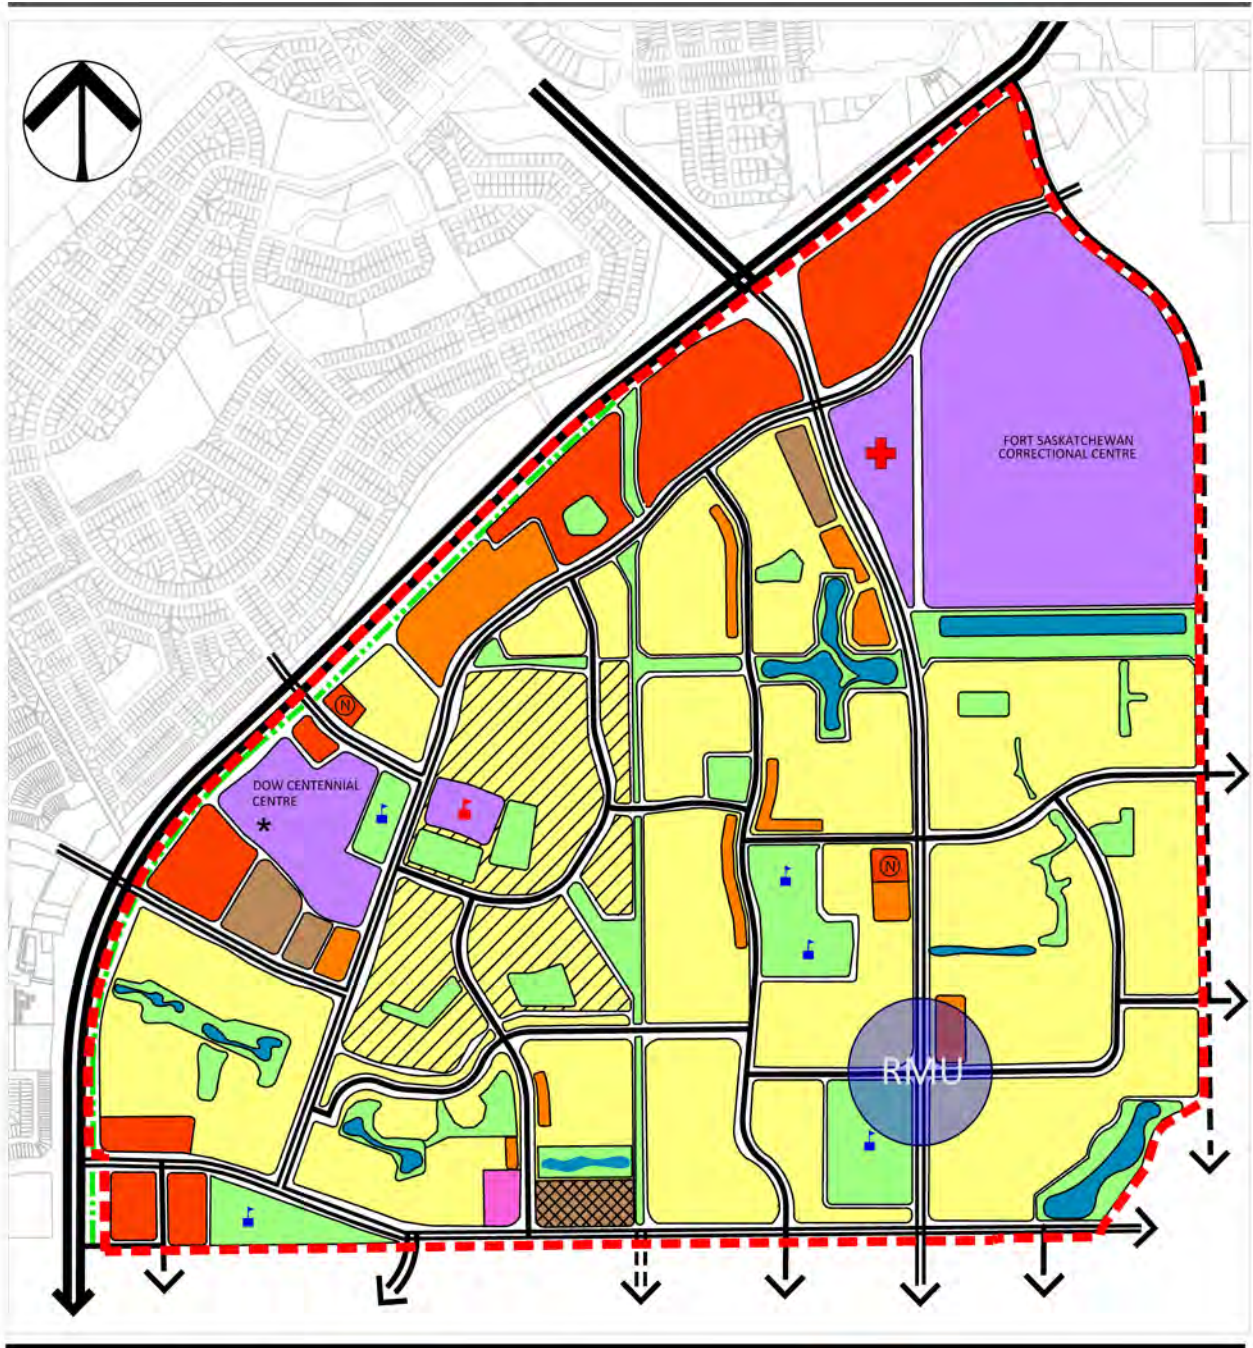 FORT SASKATCHEWAN
CORRECTIONAL CENTRE
N
DOW CENTENNIAL
CENTRE
*
N
RMU